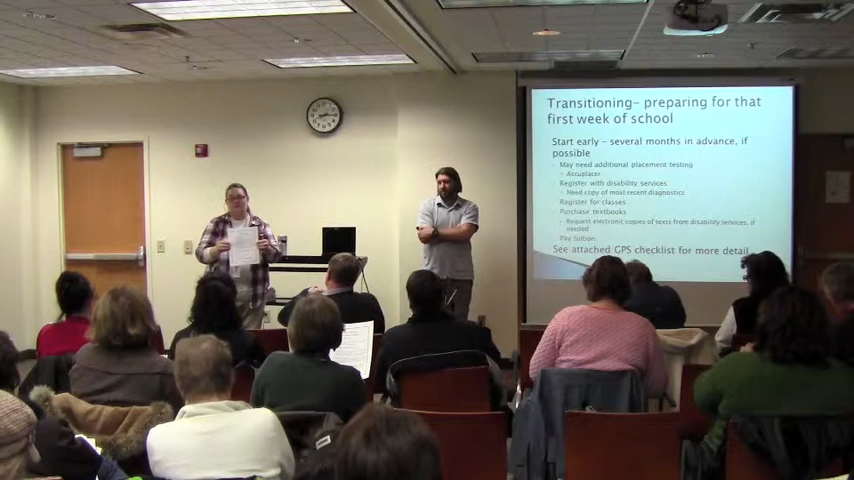 Transitioning– preparing for that
first week of school
Start early – several months in advance, if
possible
May need additional placement testing
Accuplacer
Register with disability services
Need copy of most recent diagnostics
Register for classes
Purchase textbooks
Request electronic copies of texts from disability services, if
needed
Pay tuition
See attached GPS checklist for more detail